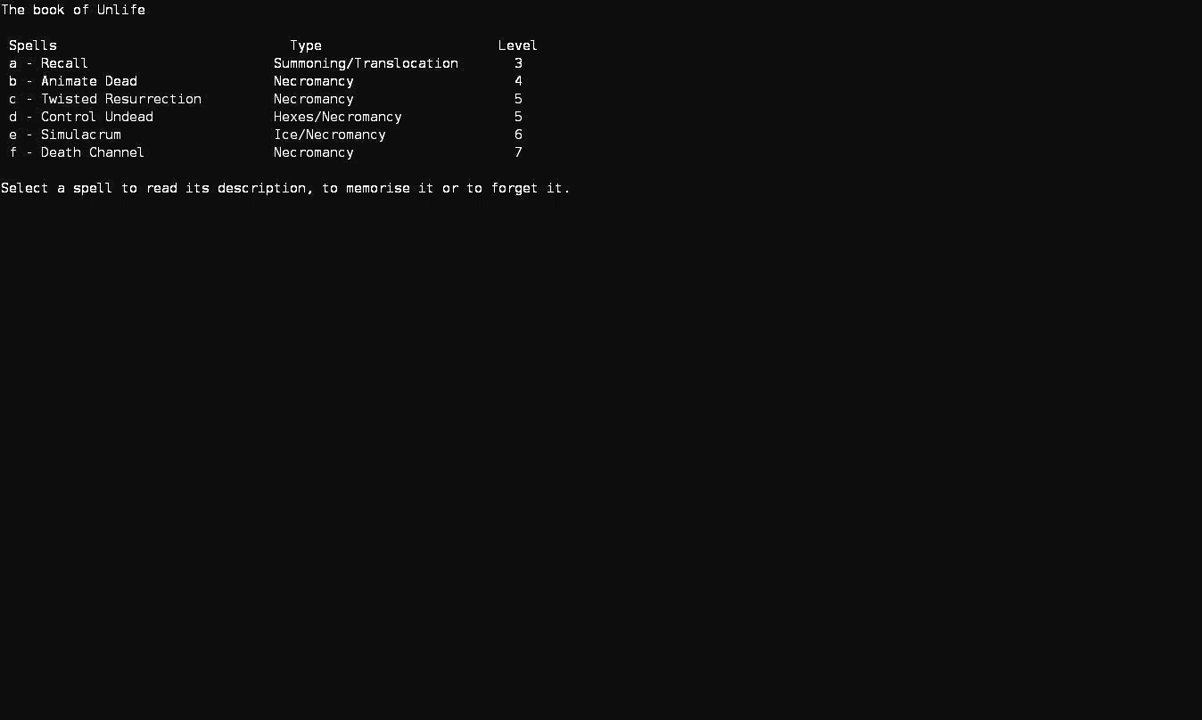 The book of Unlife
Spells Type Level
a - Recall Summoning/Translocation 3
b - Animate Dead Necromancy 4
c - Twisted Resurrection Necromancy 5
d - Control Undead Hexes/Necromancy 5
e - Simulacrum Ice/Necromancy 6
f - Death Channel Necromancy 7
Select a spell to read its description, to memorise it or to forget it.